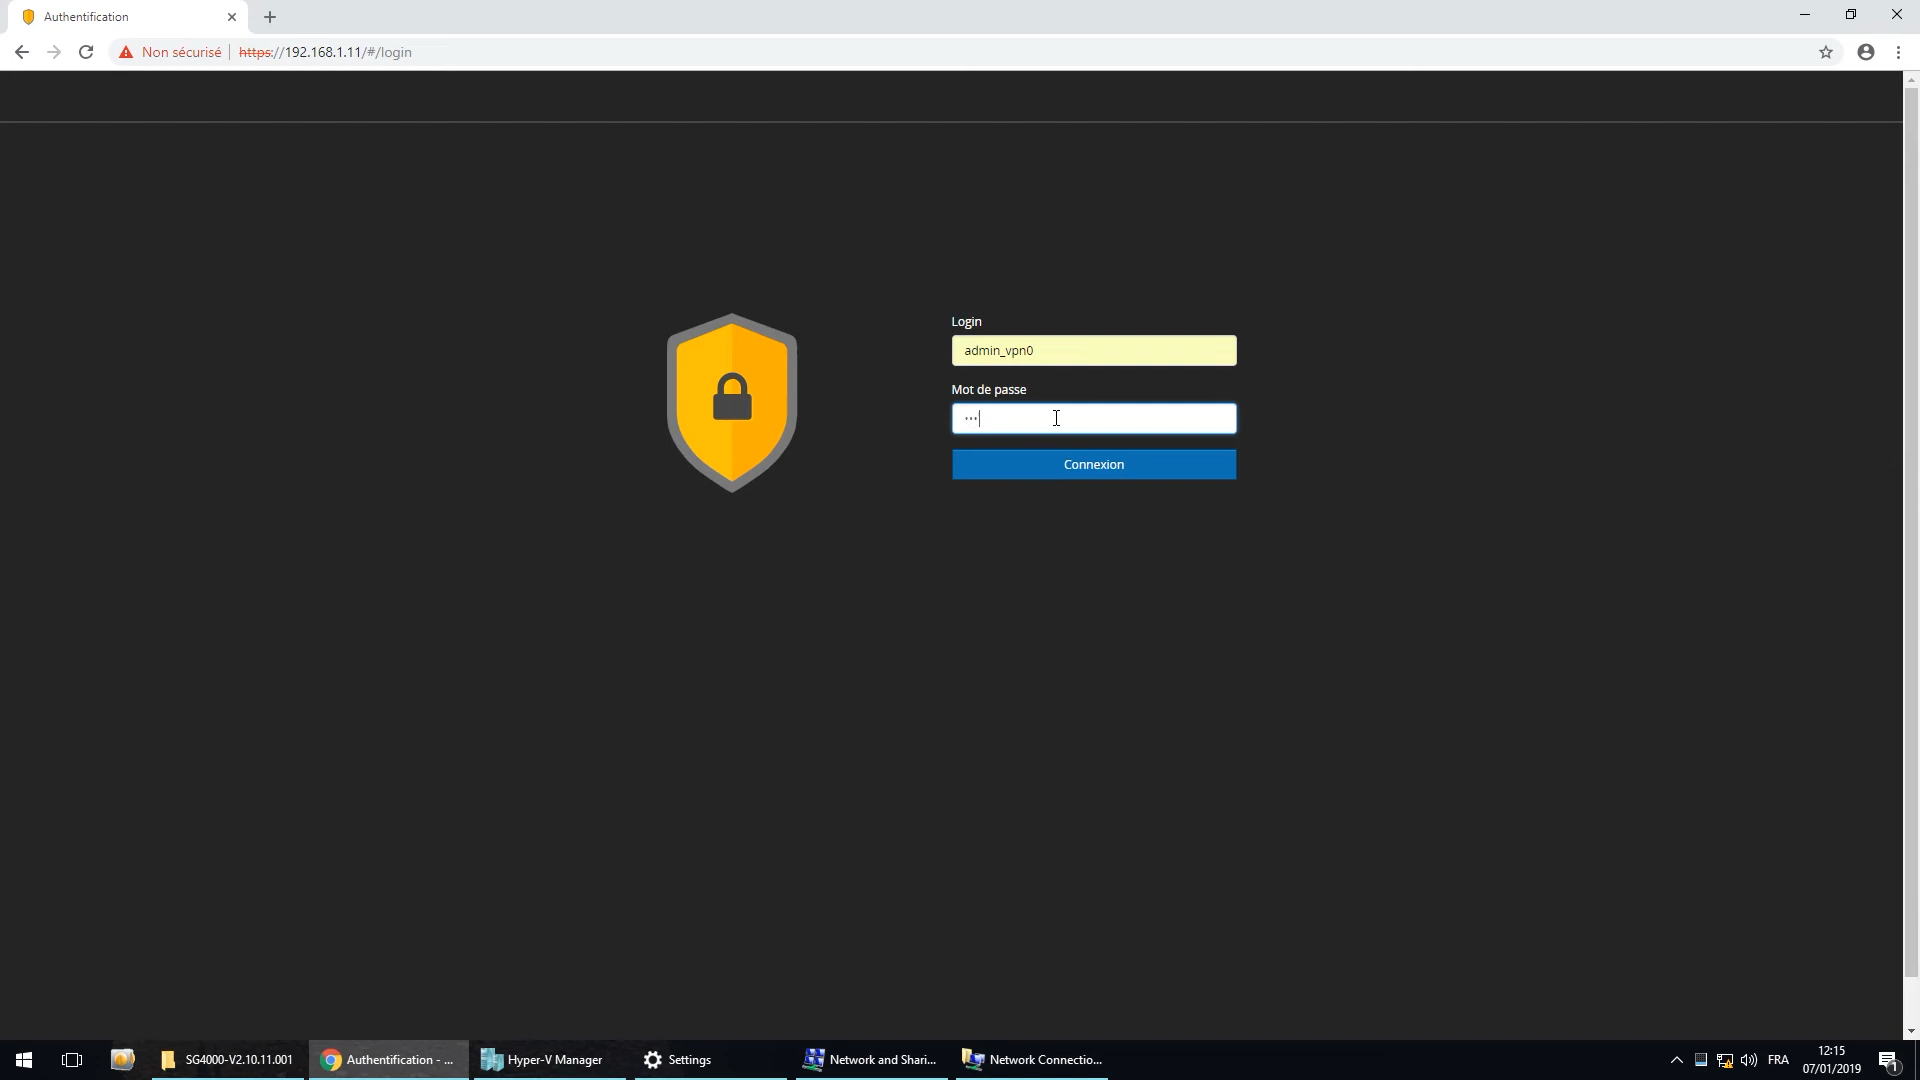 Authentification
Non sécurisé
https://192.168.1.11/#/login
Login
admin_vpn0
Mot de passe
•••
Connexion
SG4000-V2.10.11.001
Authentification - ...
Hyper-V Manager
Settings
Network and Shari...
Network Connectio...
FRA
12:15
07/01/2019
1